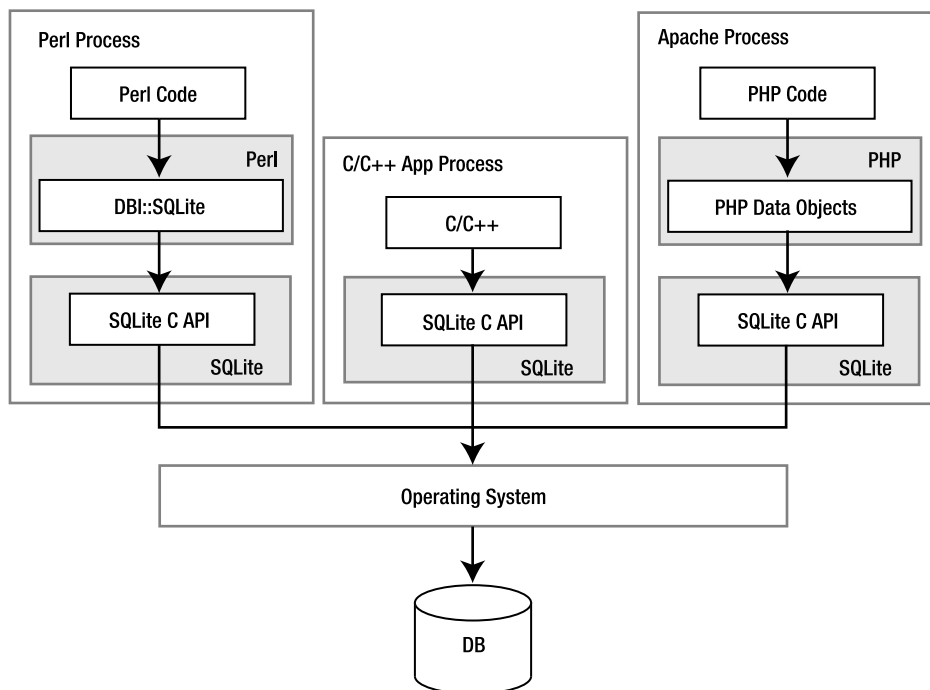 Perl Process
Perl Code
Perl
DBI::SQLite
SQLite C API
SQLite
C/C++ App Process
C/C++
SQLite C API
SQLite
Apache Process
PHP Code
PHP
PHP Data Objects
SQLite C API
SQLite
Operating System
DB